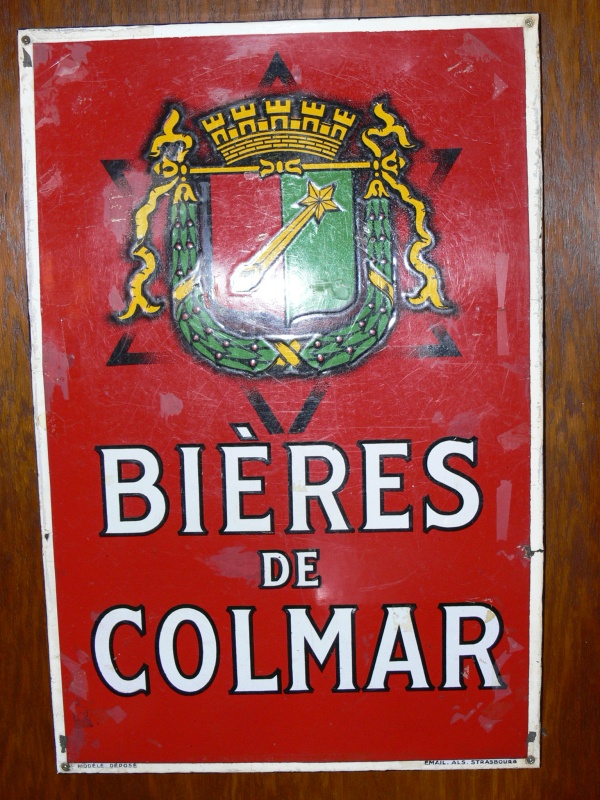 BIÈRES
DE
COLMAR
MODÈLE DÉPOSÉ
EMAIL. ALS. STRASBOURG